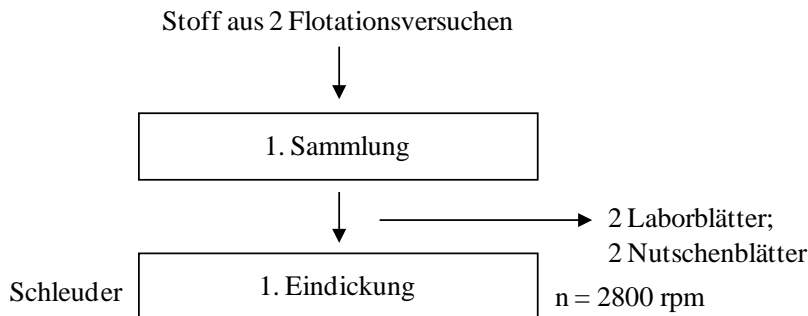 Stoff aus 2 Flotationsversuchen
1. Sammlung
2 Laborblätter;
2 Nutschenblätter
Schleuder
1. Eindickung
n = 2800 rpm